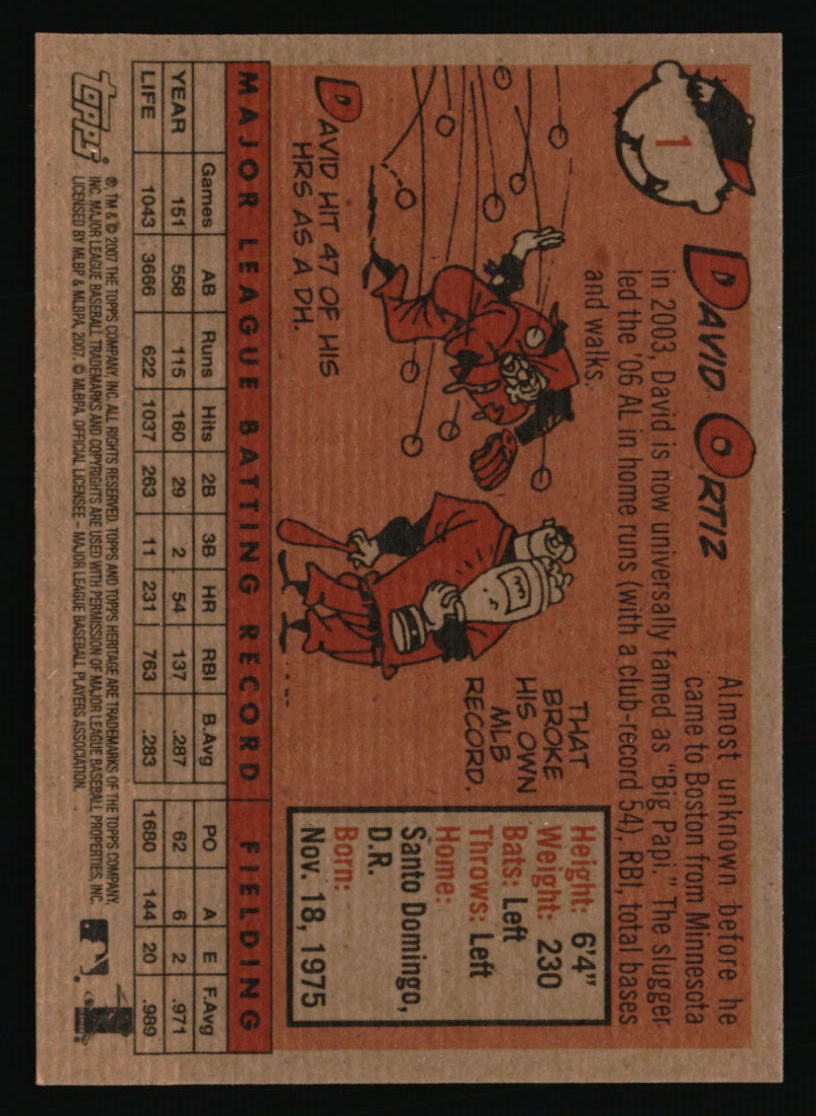 1
DAVID ORTIZ
Almost unknown before he
came to Boston from Minnesota
in 2003, David is now universally famed as "Big Papi." The slugger
led the '06 AL in home runs (with a club-record 54), RBI, total bases
and walks.
DAVID HIT 47 OF HIS
HRS AS A DH.
THAT
BROKE
HIS OWN
MLB
RECORD.
Height: 6'4"
Weight: 230
Bats: Left
Throws: Left
Home:
Santo Domingo,
D.R.
Born:
Nov. 18, 1975
MAJOR LEAGUE BATTING RECORD FIELDING
Games AB Runs Hits 2B 3B HR RBI B.Avg PO A E F.Avg
YEAR 151 558 115 160 29 2 54 137 .287 62 6 2 .971
LIFE 1043 3666 622 1037 263 11 231 763 .283 1680 144 20 .989
Topps
®, TM & © 2007 THE TOPPS COMPANY, INC. ALL RIGHTS RESERVED. TOPPS AND TOPPS HERITAGE ARE TRADEMARKS OF THE TOPPS COMPANY,
INC. MAJOR LEAGUE BASEBALL TRADEMARKS AND COPYRIGHTS ARE USED WITH PERMISSION OF MAJOR LEAGUE BASEBALL PROPERTIES, INC.
LICENSED BY MLBP & MLBPA, 2007. © MLBPA, OFFICIAL LICENSEE – MAJOR LEAGUE BASEBALL PLAYERS ASSOCIATION.